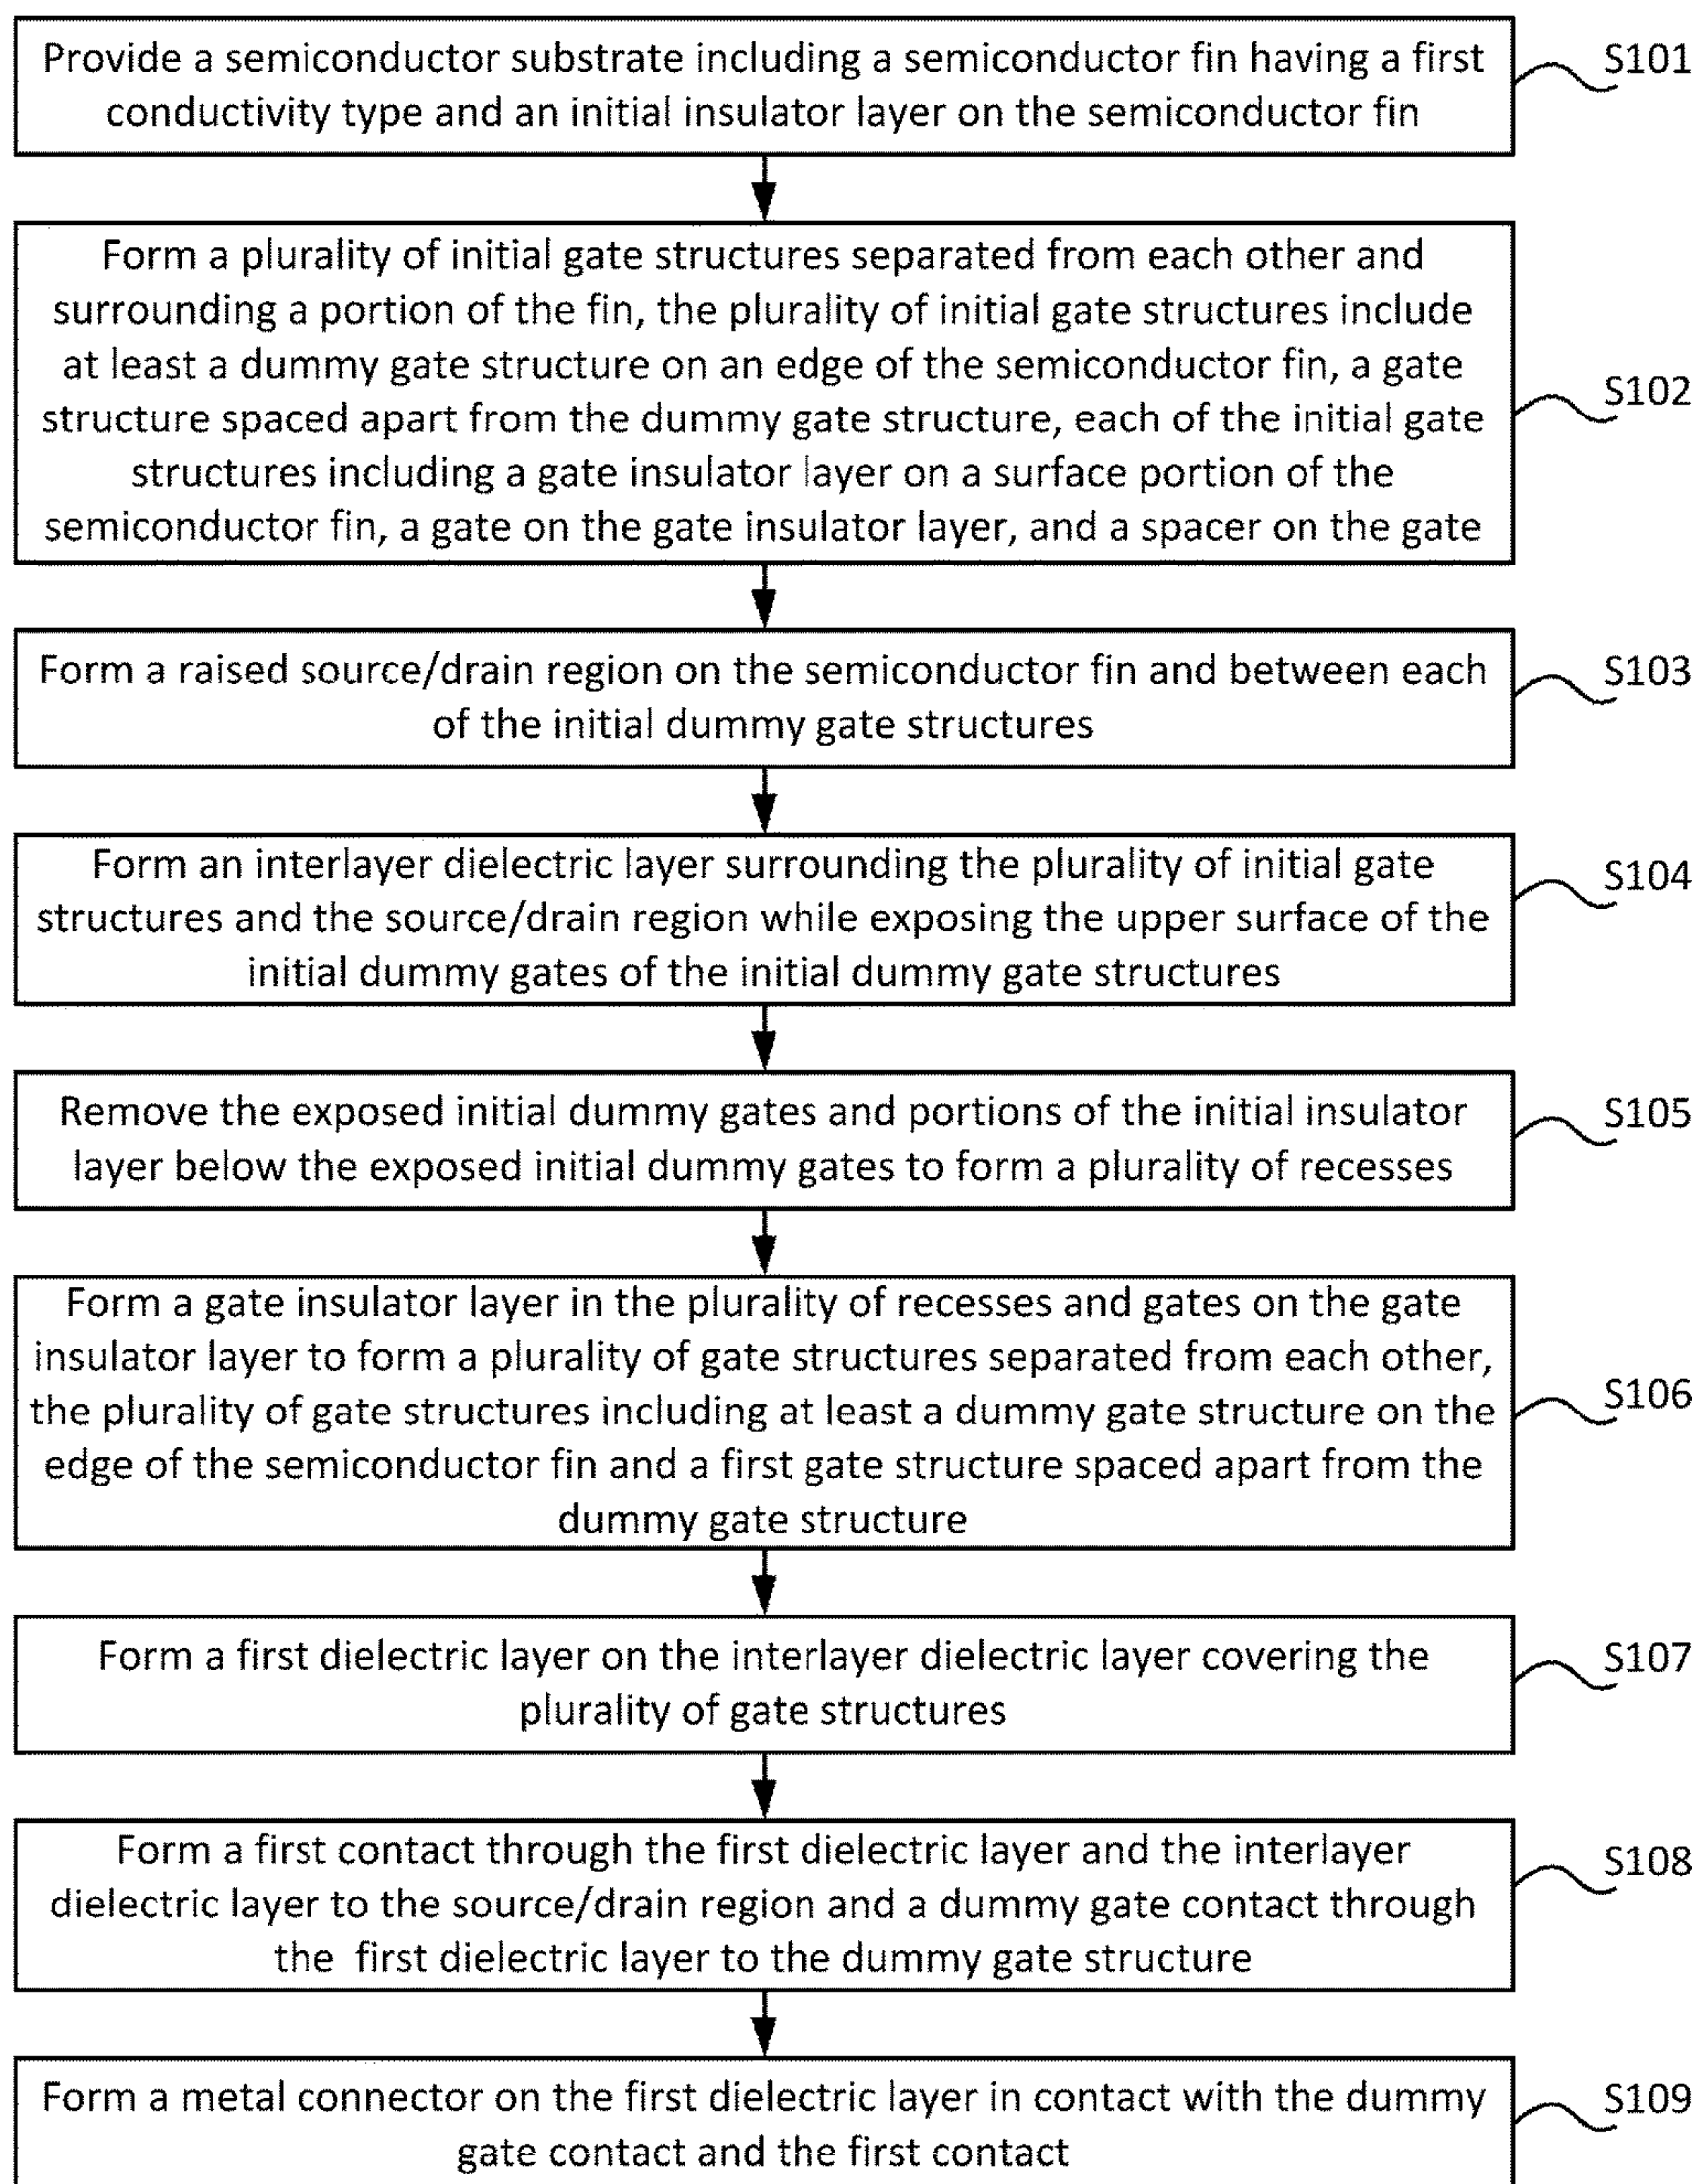 Provide a semiconductor substrate including a semiconductor fin having a first
conductivity type and an initial insulator layer on the semiconductor fin
S101
Form a plurality of initial gate structures separated from each other and
surrounding a portion of the fin, the plurality of initial gate structures include
at least a dummy gate structure on an edge of the semiconductor fin, a gate
structure spaced apart from the dummy gate structure, each of the initial gate
structures including a gate insulator layer on a surface portion of the
semiconductor fin, a gate on the gate insulator layer, and a spacer on the gate
S102
Form a raised source/drain region on the semiconductor fin and between each
of the initial dummy gate structures
S103
Form an interlayer dielectric layer surrounding the plurality of initial gate
structures and the source/drain region while exposing the upper surface of the
initial dummy gates of the initial dummy gate structures
S104
Remove the exposed initial dummy gates and portions of the initial insulator
layer below the exposed initial dummy gates to form a plurality of recesses
S105
Form a gate insulator layer in the plurality of recesses and gates on the gate
insulator layer to form a plurality of gate structures separated from each other,
the plurality of gate structures including at least a dummy gate structure on the
edge of the semiconductor fin and a first gate structure spaced apart from the
dummy gate structure
S106
Form a first dielectric layer on the interlayer dielectric layer covering the
plurality of gate structures
S107
Form a first contact through the first dielectric layer and the interlayer
dielectric layer to the source/drain region and a dummy gate contact through
the first dielectric layer to the dummy gate structure
S108
Form a metal connector on the first dielectric layer in contact with the dummy
gate contact and the first contact
S109